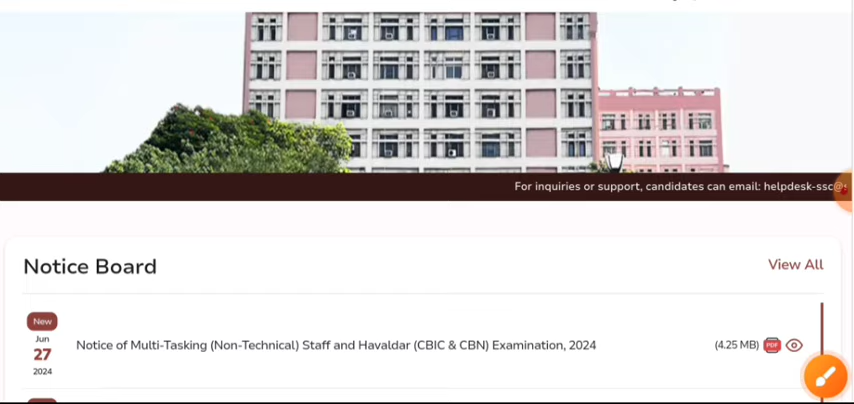 For inquiries or support, candidates can email: helpdesk-ssc@
Notice Board
View All
New
Jun
27
2024
Notice of Multi-Tasking (Non-Technical) Staff and Havaldar (CBIC & CBN) Examination, 2024
(4.25 MB)
PDF